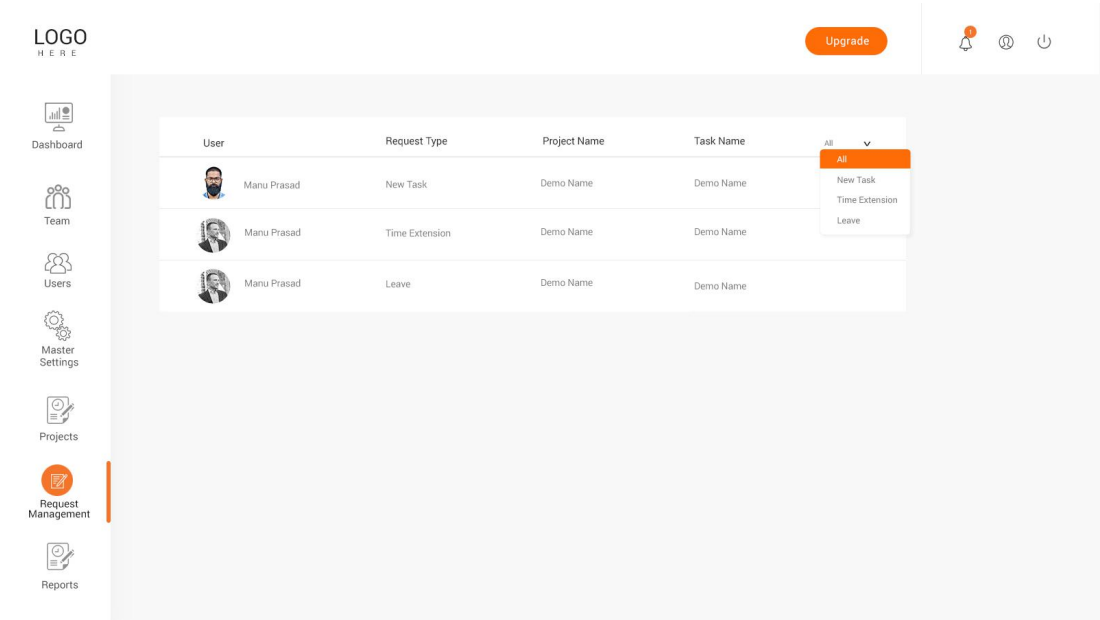 LOGO
HERE
Upgrade
1
Dashboard
Team
Users
Master
Settings
Projects
Request
Management
Reports
User Request Type Project Name Task Name All
Manu Prasad New Task Demo Name Demo Name
Manu Prasad Time Extension Demo Name Demo Name
Manu Prasad Leave Demo Name Demo Name
All
New Task
Time Extension
Leave